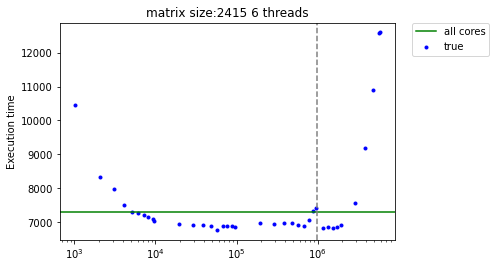 matrix size:2415 6 threads
all cores
true
Execution time
12000
11000
10000
9000
8000
7000
10³
10⁴
10⁵
10⁶